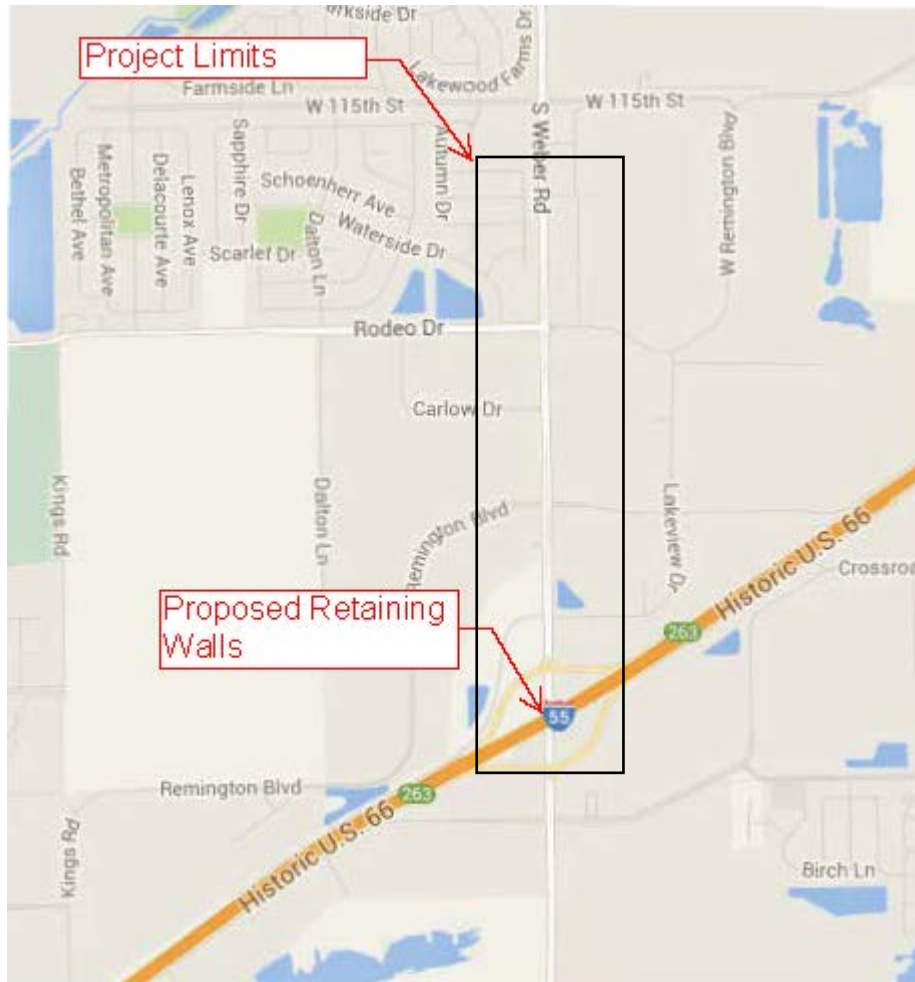 arkside Dr
Project Limits
Lakewood Farms Dr
Farmside Ln
W 115th St
W 115th St
S Weber Rd
Sapphire Dr
Autumn Dr
Metropolitan Ave
Bethel Ave
Delacourte Ave
Lenox Ave
Schoenherr Ave
Waterside Dr
Scarlet Dr
Dalton Ln
W Remington Blvd
Rodeo Dr
Carlow Dr
Kings Rd
Dalton Ln
Remington Blvd
Lakeview Dr
Historic U.S. 66
Crossroa
Proposed Retaining
Walls
263
55
Remington Blvd
263
Historic U.S. 66
Kings Rd
Birch Ln